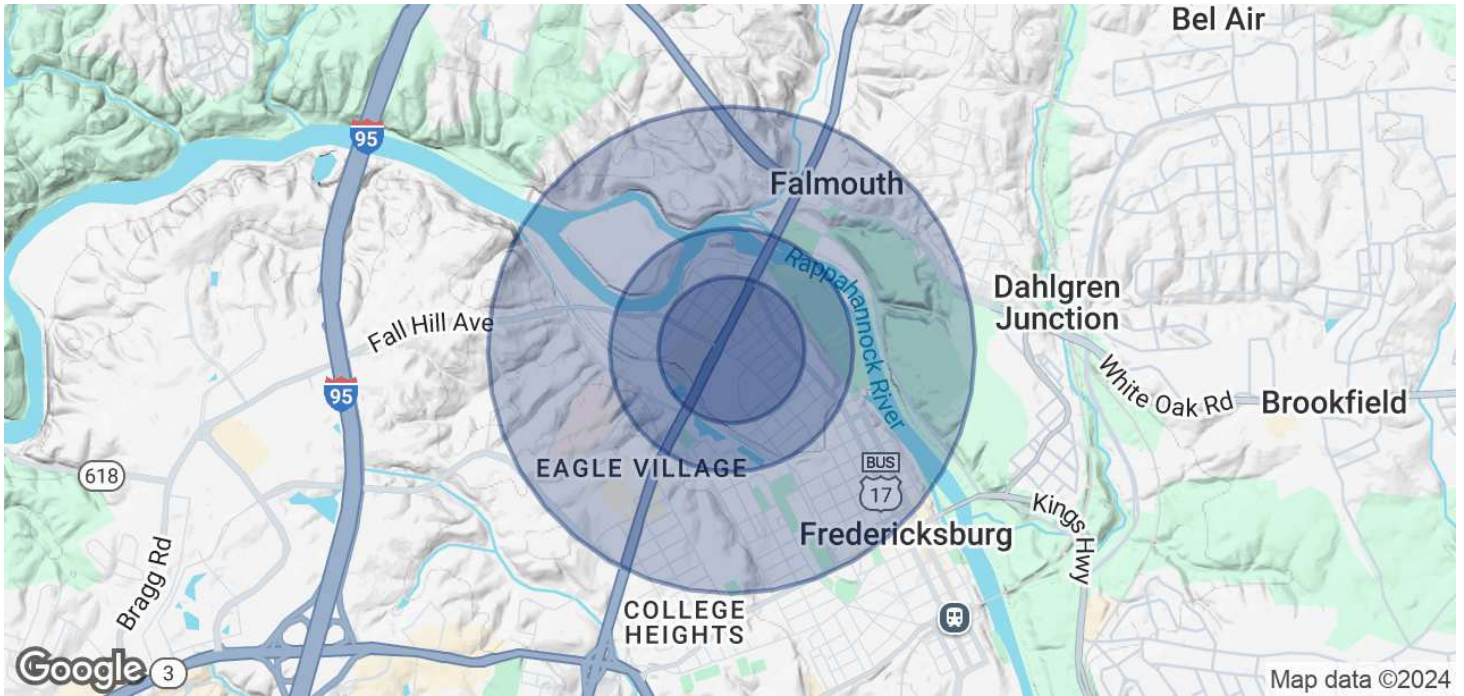 Bel Air
95
Falmouth
Rappahannock River
Dahlgren
Junction
Fall Hill Ave
95
White Oak Rd
Brookfield
618
EAGLE VILLAGE
BUS
17
Kings Hwy
Fredericksburg
Bragg Rd
COLLEGE
HEIGHTS
Google
3
Map data ©2024